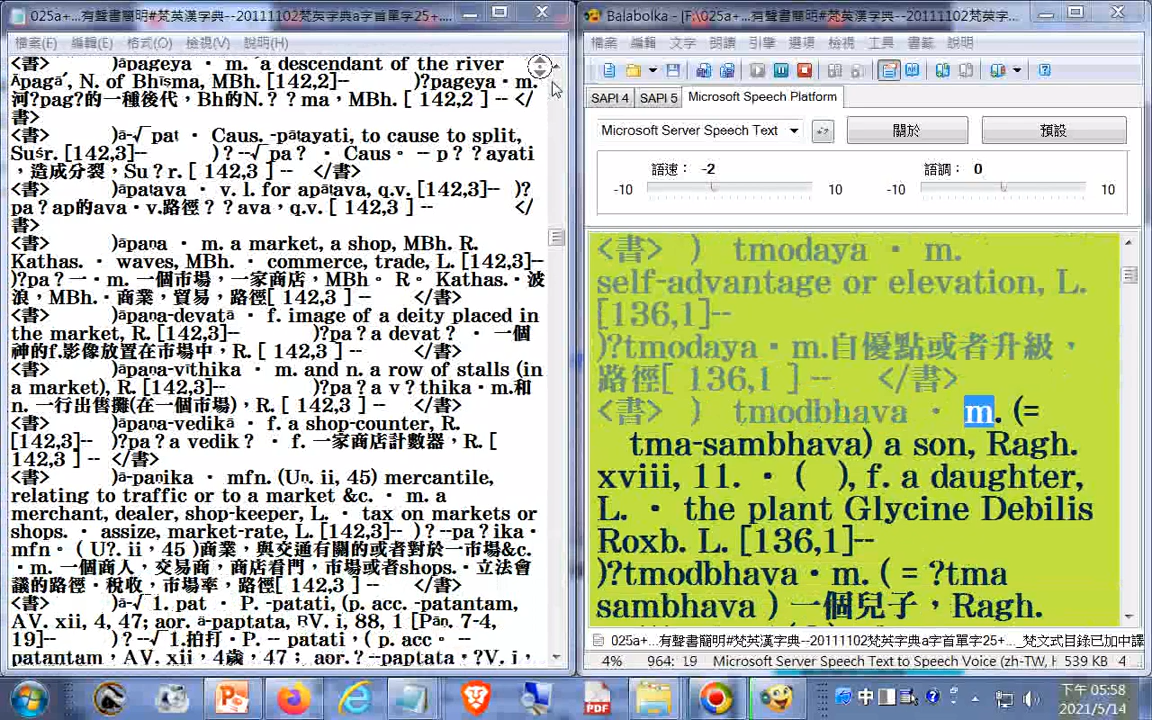 025a+....有聲書簡明#梵英漢字典--20111102梵英字典a字首單字25+...
檔案(E) 編輯(E) 格式(O) 檢視(V) 說明(H)
<書> )āpageya · m. a descendant of the river
Āpagā, N. of Bhīsma, MBh. [142,2]-- )?pageya · m.
河?pag?的一種後代,Bh的N.??ma,MBh. [ 142,2 ] -- </
書>
<書> )ā-√ paṭ · Caus. -pāṭayati, to cause to split,
Suśr. [142,3]-- )? --√ pa ? · Caus。-- p ? ? ayati
,造成分裂,Su ? r. [ 142,3 ] -- </書>
<書> )āpaṭava · v. l. for apāṭava, q.v. [142,3]-- )?
pa ? ap的ava · v.路徑 ? ? ava, q.v. [ 142,3 ] -- </
書>
<書> )āpaṇa · m. a market, a shop, MBh. R.
Kathas. · waves, MBh. · commerce, trade, L. [142,3]--
)?pa ? 一 · m. 一個市場,一家商店,MBh。R。Kathas. · 波
浪,MBh. · 商業,貿易,路徑[ 142,3 ] -- </書>
<書> )āpaṇa-devatā · f. image of a deity placed in
the market, R. [142,3]-- )?pa ? a devat ? · 一個
神的f.影像放置在市場中,R. [ 142,3 ] -- </書>
<書> )āpaṇa-vīthika · m. and n. a row of stalls (in
a market), R. [142,3]-- )?pa ? a v ? thika · m.和
n. 一行出售攤(在一個市場),R. [ 142,3 ] -- </書>
<書> )āpaṇa-vedikā · f. a shop-counter, R.
[142,3]-- )?pa ? a vedik ? · f. 一家商店計數器,R. [
142,3 ] -- </書>
<書> )ā-paṇika · mfn. (Uṇ. ii, 45) mercantile,
relating to traffic or to a market &c. · m. a
merchant, dealer, shop-keeper, L. · tax on markets or
shops. · assize, market-rate, L. [142,3]-- )? --pa ? ika ·
mfn。( U?. ii,45 )商業,與交通有關的或者對於一市場&c.
· m. 一個商人,交易商,商店看門,市場或者shops. · 立法會
議的路徑 · 稅收,市場率,路徑[ 142,3 ] -- </書>
<書> )ā-√ 1. pat · P. -patati, (p. acc. -patantam,
AV. xii, 4, 47; aor. ā-paptata, RV. i, 88, 1 [Pāṇ. 7-4,
19]-- )? --√ 1.拍打 · P. -- patati,( p. acc。--
patantam,AV. xii,4歲,47;aor.? --paptata · ?V. i,
Balabolka - [F:\025a+....有聲書簡明#梵英漢字典--20111102梵英字...
檔案 編輯 文字 朗讀 引擎 選項 檢視 工具 書籤 說明
SAPI 4 SAPI 5 Microsoft Speech Platform
Microsoft Server Speech Text 關於 預設
語速: -2 語調: 0
-10 10 -10 10
<書> ) tmodaya · m.
self-advantage or elevation, L.
[136,1]--
)?tmodaya · m.自優點或者升級,
路徑[ 136,1 ] -- </書>
<書> ) tmodbhava · m. (=
tma-sambhava) a son, Ragh.
xviii, 11. · ( ), f. a daughter,
L. · the plant Glycine Debilis
Roxb. L. [136,1]--
)?tmodbhava · m. ( = ?tma
sambhava ) 一個兒子,Ragh.
025a+....有聲書簡明#梵英漢字典--20111102梵英字典a字首單字25+..._梵文式目錄已加中譯
4% 964: 19 Microsoft Server Speech Text to Speech Voice (zh-TW, H 539 KB 4
PDF 中 下午 05:58
2021/5/14